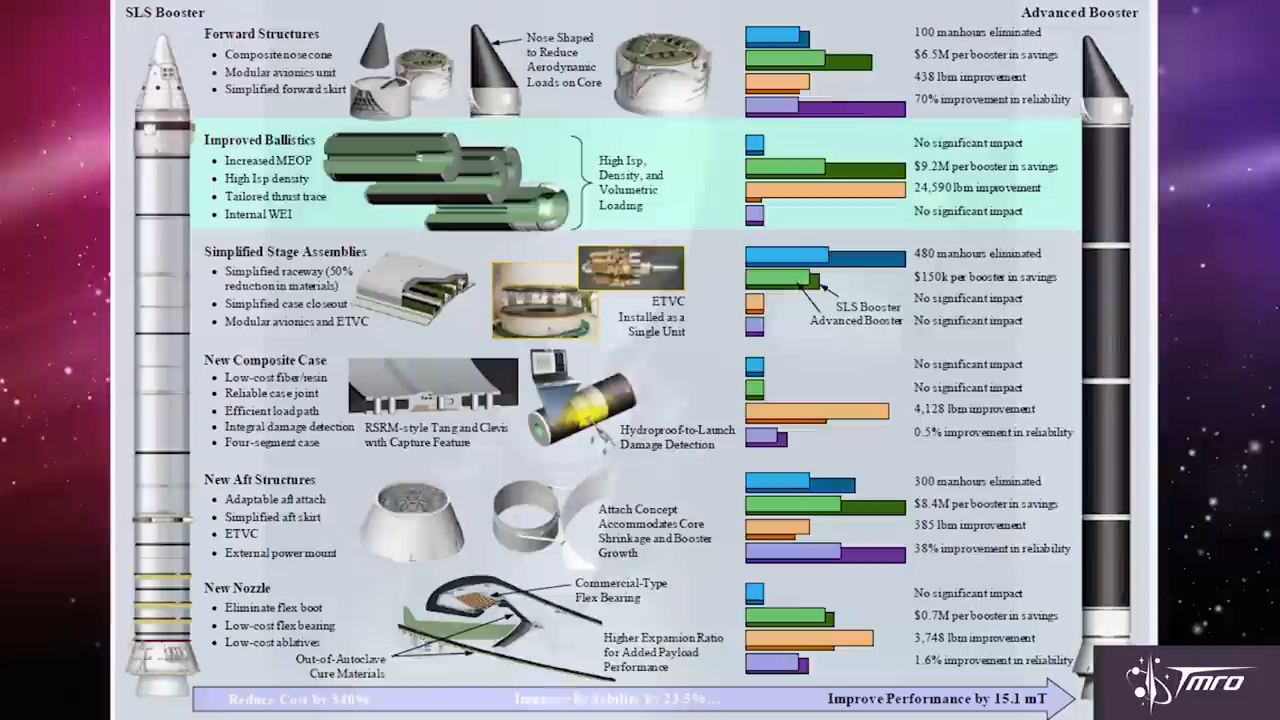 SLS Booster
Advanced Booster
Forward Structures
• Composite nose cone
• Modular avionics unit
• Simplified forward skirt
Nose Shaped
to Reduce
Aerodynamic
Loads on Core
100 manhours eliminated
$6.5M per booster in savings
438 lbm improvement
70% improvement in reliability
Improved Ballistics
• Increased MEOP
• High Isp density
• Tailored thrust trace
• Internal WEI
High Isp,
Density, and
Volumetric
Loading
No significant impact
$9.2M per booster in savings
24,590 lbm improvement
No significant impact
Simplified Stage Assemblies
• Simplified raceway (50%
reduction in materials)
• Simplified case closeout
• Modular avionics and ETVC
ETVC
Installed as a
Single Unit
SLS Booster
Advanced Booster
480 manhours eliminated
$150k per booster in savings
No significant impact
No significant impact
New Composite Case
• Low-cost fiber/resin
• Reliable case joint
• Efficient load path
• Integral damage detection
• Four-segment case
RSRM-style Tang and Clevis
with Capture Feature
Hydroproof-to-Launch
Damage Detection
No significant impact
No significant impact
4,128 lbm improvement
0.5% improvement in reliability
New Aft Structures
• Adaptable aft attach
• Simplified aft skirt
• ETVC
• External power mount
Attach Concept
Accommodates Core
Shrinkage and Booster
Growth
300 manhours eliminated
$8.4M per booster in savings
385 lbm improvement
38% improvement in reliability
New Nozzle
• Eliminate flex boot
• Low-cost flex bearing
• Low-cost ablatives
Commercial-Type
Flex Bearing
Out-of-Autoclave
Cure Materials
Higher Expansion Ratio
for Added Payload
Performance
No significant impact
$0.7M per booster in savings
3,748 lbm improvement
1.6% improvement in reliability
Reduce Cost by
Improve Reliability by 23.5%...
Improve Performance by 15.1 mT
Tmro